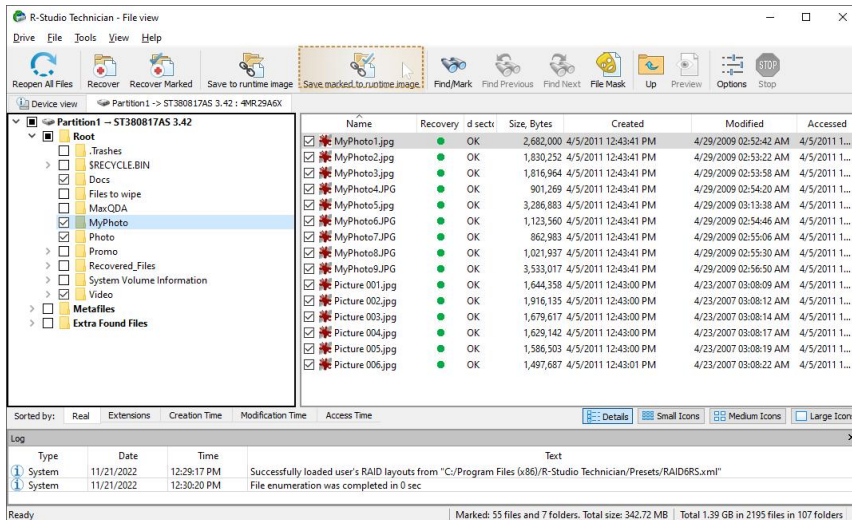 R-Studio Technician - File view
Drive File Tools View Help
Reopen All Files Recover Recover Marked Save to runtime image Save marked to runtime image Find/Mark Find Previous Find Next File Mask Up Preview Options Stop
STOP
Device view Partition1 -> ST380817AS 3.42 : 4MR29A6X
Partition1 → ST380817AS 3.42
Root
.Trashes
$RECYCLE.BIN
Docs
Files to wipe
MaxQDA
MyPhoto
Photo
Promo
Recovered_Files
System Volume Information
Video
Metafiles
Extra Found Files
Name Recovery d secto Size, Bytes Created Modified Accessed
MyPhoto1.jpg OK 2,682,000 4/5/2011 12:43:41 PM 4/29/2009 02:52:42 AM 4/5/2011 1...
MyPhoto2.jpg OK 1,830,252 4/5/2011 12:43:41 PM 4/29/2009 02:53:22 AM 4/5/2011 1...
MyPhoto3.jpg OK 1,816,964 4/5/2011 12:43:41 PM 4/29/2009 02:53:58 AM 4/5/2011 1...
MyPhoto4.JPG OK 901,269 4/5/2011 12:43:41 PM 4/29/2009 02:54:20 AM 4/5/2011 1...
MyPhoto5.jpg OK 3,286,883 4/5/2011 12:43:41 PM 4/29/2009 03:13:38 AM 4/5/2011 1...
MyPhoto6.JPG OK 1,123,560 4/5/2011 12:43:41 PM 4/29/2009 02:54:46 AM 4/5/2011 1...
MyPhoto7.JPG OK 862,983 4/5/2011 12:43:41 PM 4/29/2009 02:55:06 AM 4/5/2011 1...
MyPhoto8.JPG OK 1,021,937 4/5/2011 12:43:41 PM 4/29/2009 02:55:30 AM 4/5/2011 1...
MyPhoto9.JPG OK 3,533,017 4/5/2011 12:43:41 PM 4/29/2009 02:56:50 AM 4/5/2011 1...
Picture 001.jpg OK 1,644,358 4/5/2011 12:43:00 PM 4/23/2007 03:08:09 AM 4/5/2011 1...
Picture 002.jpg OK 1,916,135 4/5/2011 12:43:00 PM 4/23/2007 03:08:12 AM 4/5/2011 1...
Picture 003.jpg OK 1,679,617 4/5/2011 12:43:00 PM 4/23/2007 03:08:14 AM 4/5/2011 1...
Picture 004.jpg OK 1,629,142 4/5/2011 12:43:00 PM 4/23/2007 03:08:17 AM 4/5/2011 1...
Picture 005.jpg OK 1,586,503 4/5/2011 12:43:00 PM 4/23/2007 03:08:19 AM 4/5/2011 1...
Picture 006.jpg OK 1,497,687 4/5/2011 12:43:01 PM 4/23/2007 03:08:22 AM 4/5/2011 1...
Sorted by: Real Extensions Creation Time Modification Time Access Time Details Small Icons Medium Icons Large Icon
Log
Type Date Time Text
System 11/21/2022 12:29:17 PM Successfully loaded user's RAID layouts from "C:/Program Files (x86)/R-Studio Technician/Presets/RAID6RS.xml"
System 11/21/2022 12:30:20 PM File enumeration was completed in 0 sec
Ready Marked: 55 files and 7 folders. Total size: 342.72 MB Total 1.39 GB in 2195 files in 107 folders